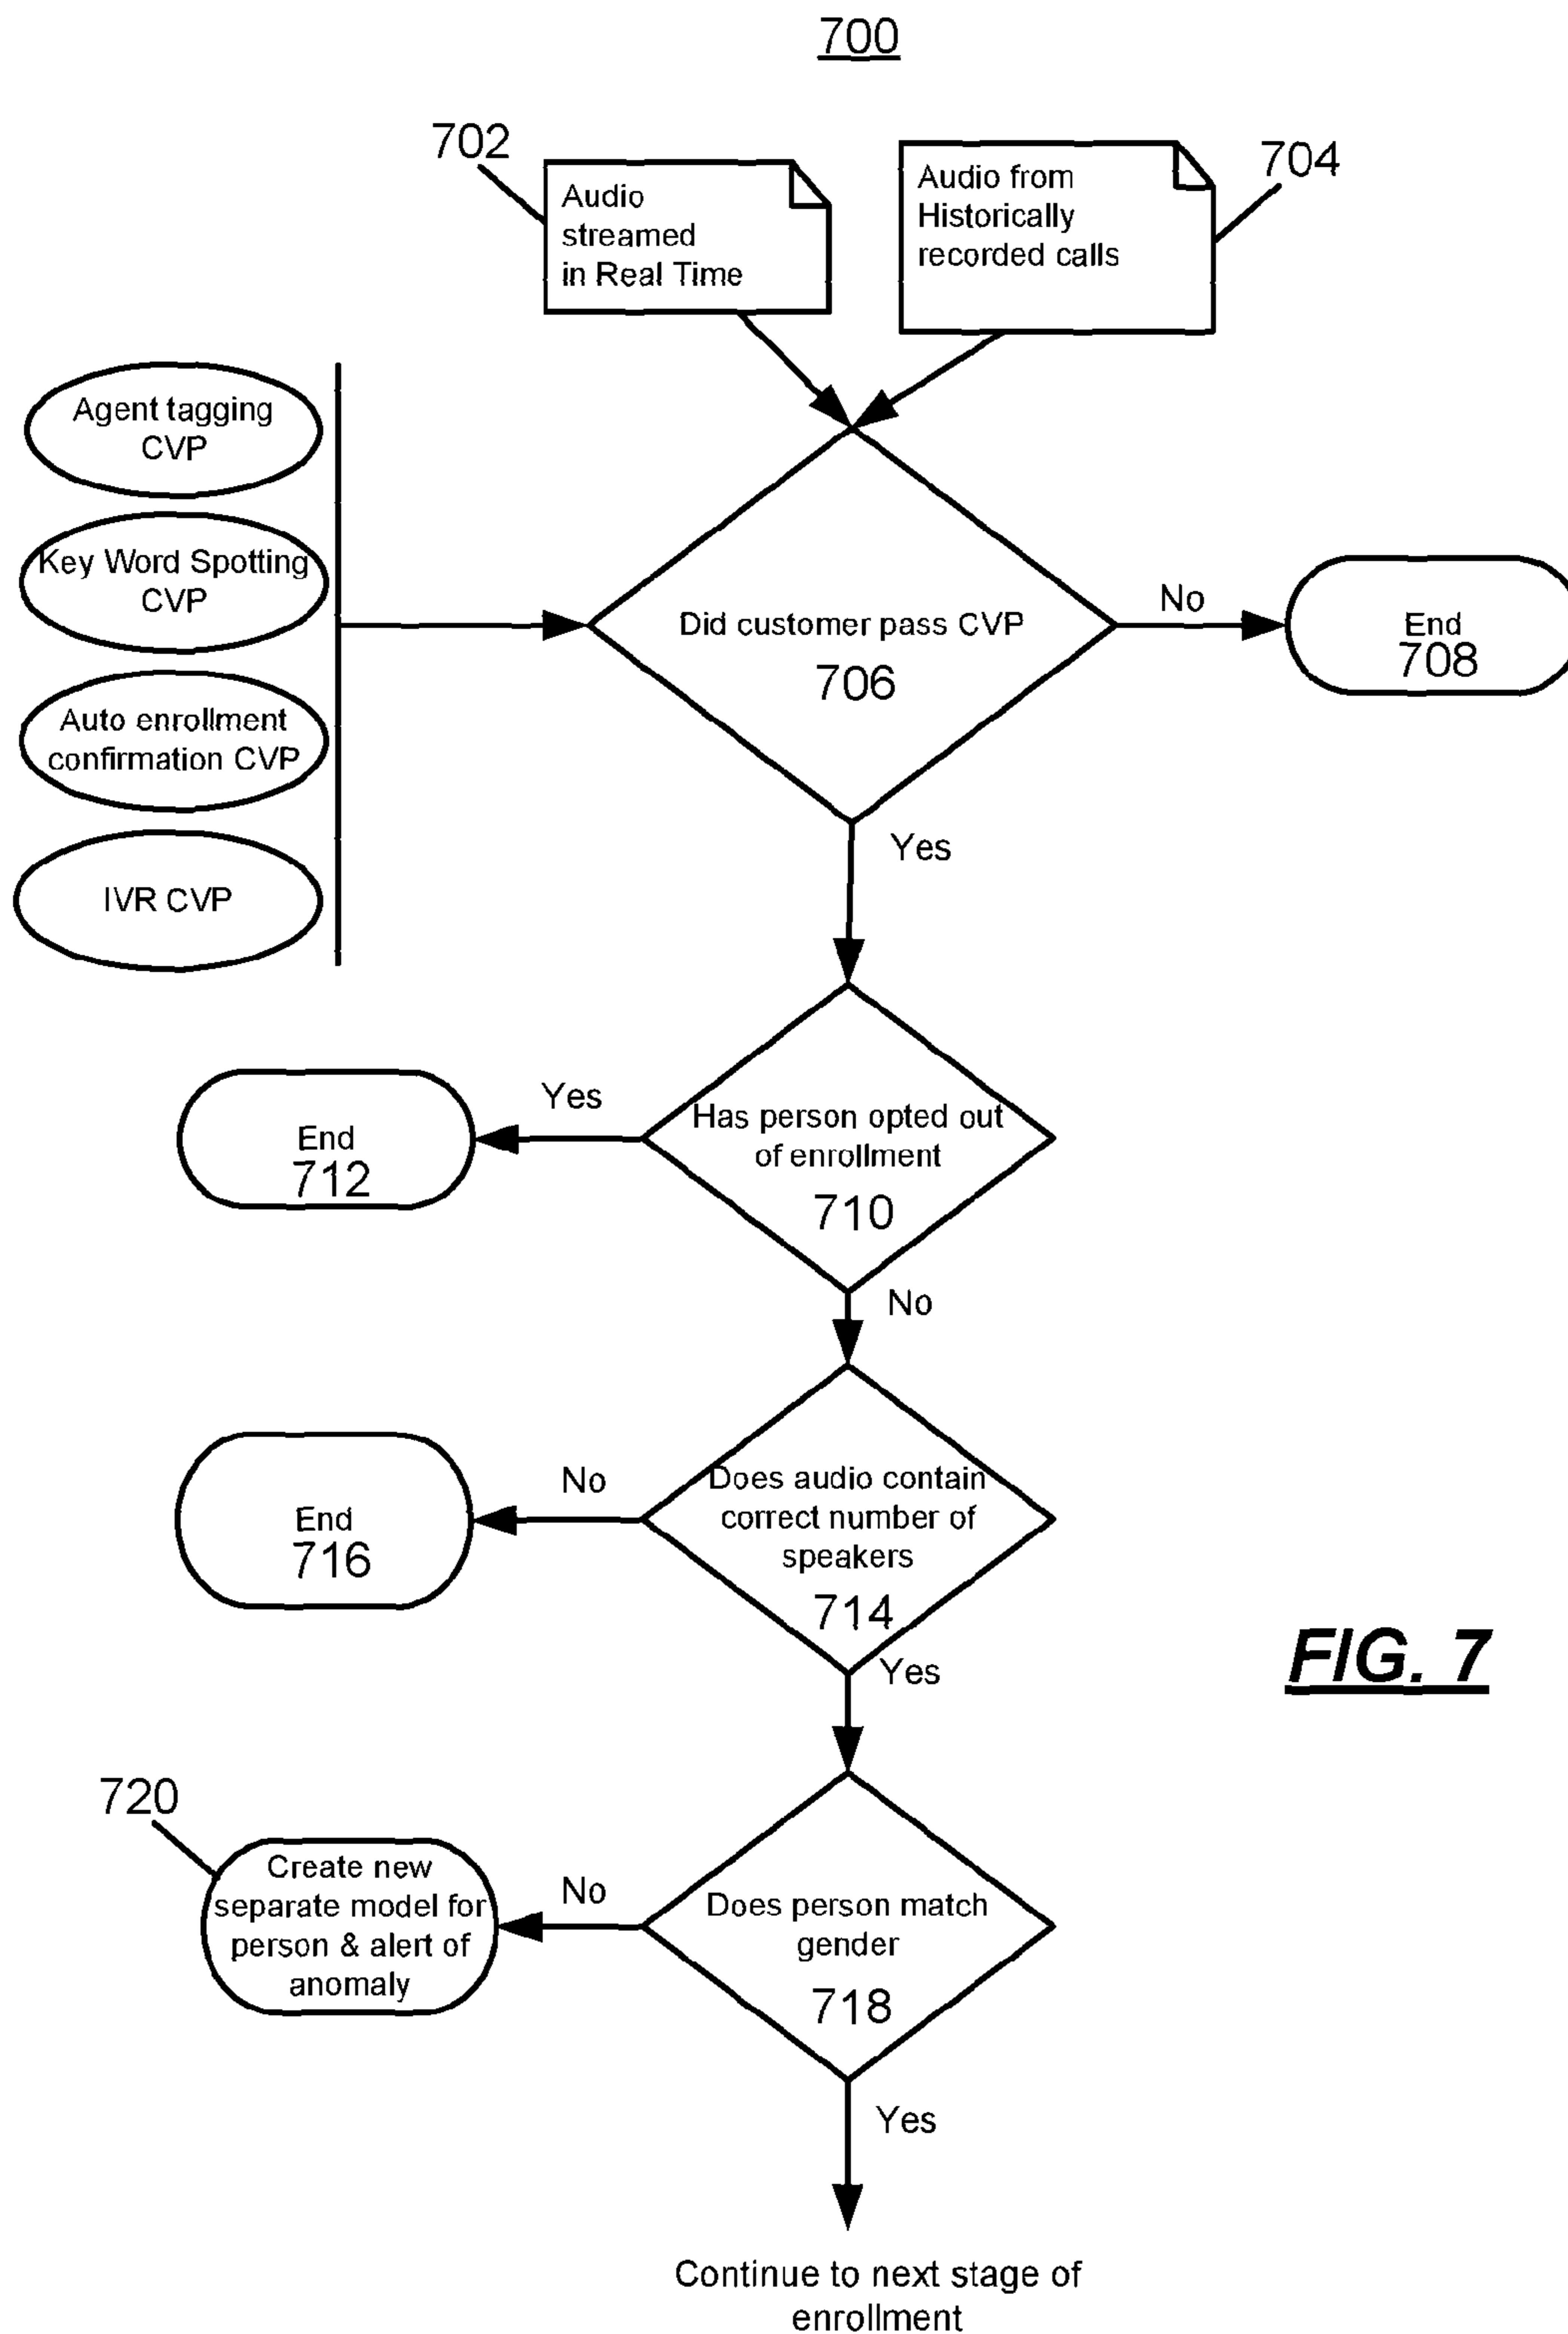 700
702
Audio
streamed
in Real Time
Audio from
Historically
recorded calls
704
Agent tagging
CVP
Key Word Spotting
CVP
Auto enrollment
confirmation CVP
IVR CVP
Did customer pass CVP
706
No
End
708
Yes
Has person opted out
of enrollment
710
Yes
End
712
No
Does audio contain
correct number of
speakers
714
No
End
716
Yes
FIG. 7
720
Create new
separate model for
person & alert of
anomaly
No
Does person match
gender
718
Yes
Continue to next stage of
enrollment